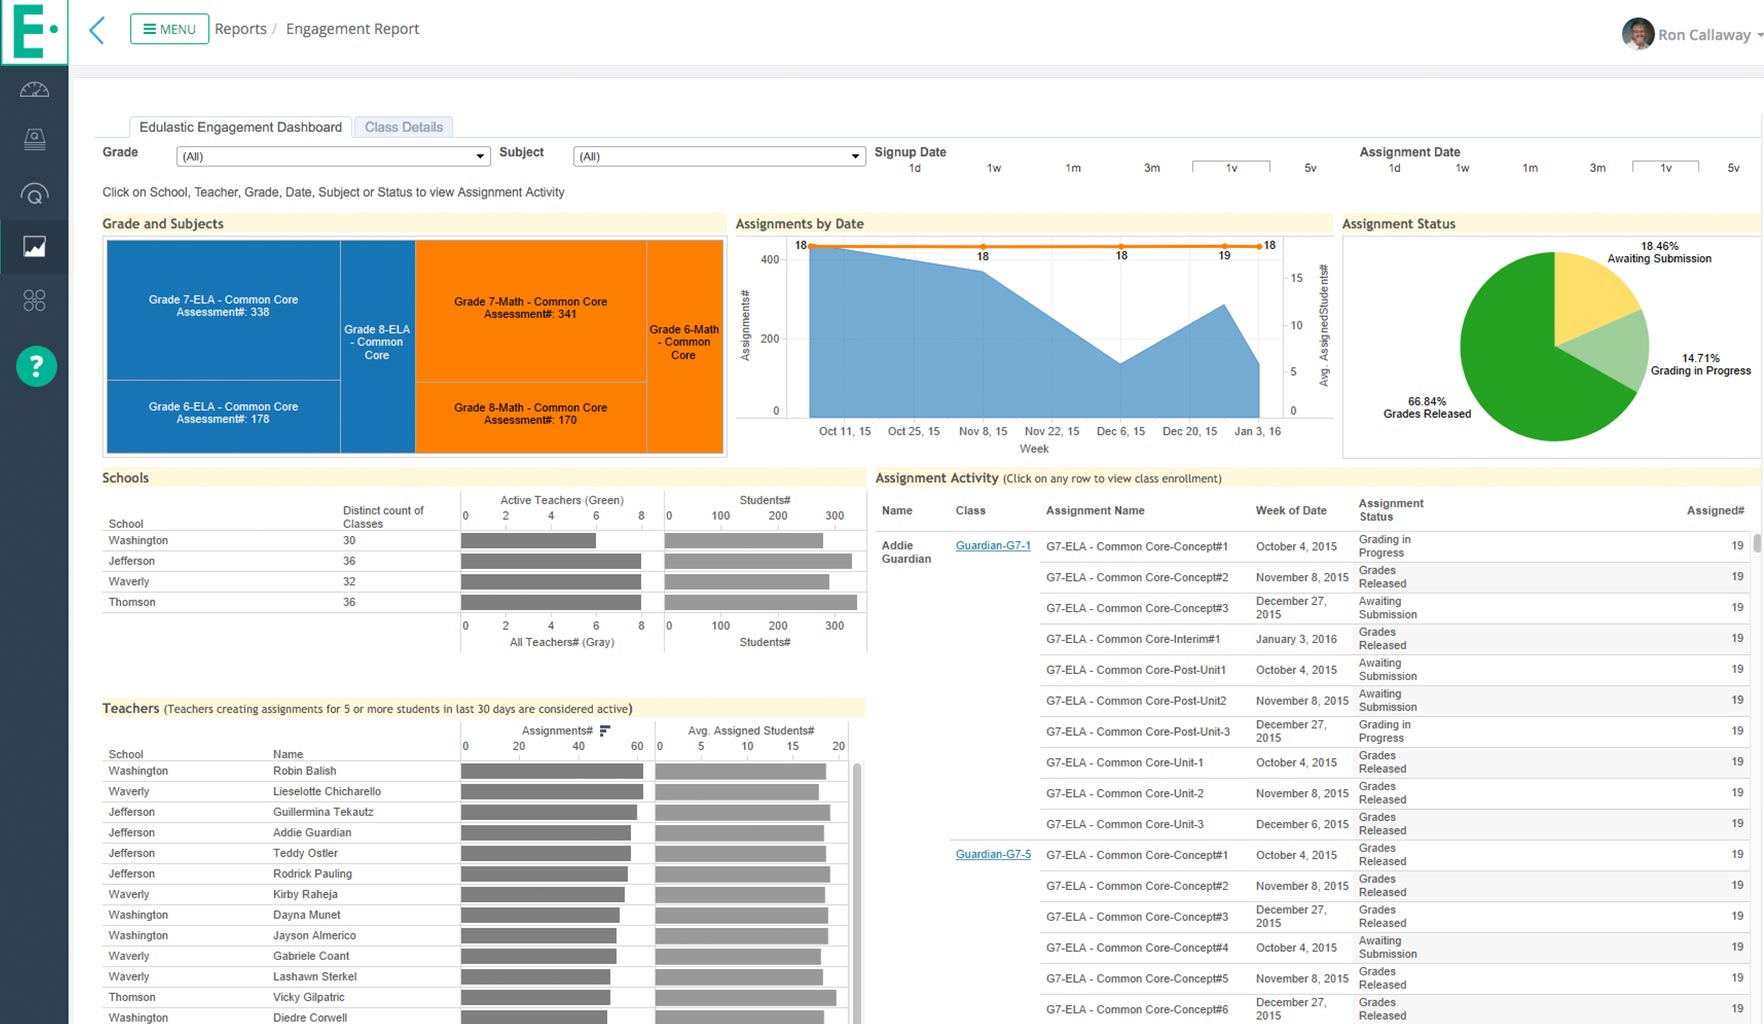 E
MENU
Reports / Engagement Report
Ron Callaway
Q
Q
?
Edulastic Engagement Dashboard
Class Details
Grade
(All)
Subject
(All)
Signup Date
1d 1w 1m 3m 1v 5v
Assignment Date
1d 1w 1m 3m 1v 5v
Click on School, Teacher, Grade, Date, Subject or Status to view Assignment Activity
Grade and Subjects
Grade 7-ELA - Common Core
Assessment#: 338
Grade 6-ELA - Common Core
Assessment#: 178
Grade 8-ELA
- Common
Core
Grade 7-Math - Common Core
Assessment#: 341
Grade 8-Math - Common Core
Assessment#: 170
Grade 6-Math
- Common
Core
Assignments by Date
18 18 18 19 18
400
200
0
Assignments#
15
10
5
0
Avg. AssignedStudents#
Oct 11, 15 Oct 25, 15 Nov 8, 15 Nov 22, 15 Dec 6, 15 Dec 20, 15 Jan 3, 16
Week
Assignment Status
18.46%
Awaiting Submission
14.71%
Grading in Progress
66.84%
Grades Released
Schools
School
Distinct count of
Classes
Active Teachers (Green)
0 2 4 6 8
Students#
0 100 200 300
Washington 30
Jefferson 36
Waverly 32
Thomson 36
0 2 4 6 8
All Teachers# (Gray)
0 100 200 300
Students#
Teachers (Teachers creating assignments for 5 or more students in last 30 days are considered active)
School Name
Assignments#
0 20 40 60
Avg. Assigned Students#
0 5 10 15 20
Washington Robin Balish
Waverly Lieselotte Chicharello
Jefferson Guillermina Tekautz
Jefferson Addie Guardian
Jefferson Teddy Ostler
Jefferson Rodrick Pauling
Waverly Kirby Raheja
Washington Dayna Munet
Washington Jayson Almerico
Waverly Gabriele Coant
Waverly Lashawn Sterkel
Thomson Vicky Gilpatric
Washington Diedre Corwell
Assignment Activity (Click on any row to view class enrollment)
Name Class Assignment Name Week of Date Assignment Status Assigned#
Addie Guardian
Guardian-G7-1
G7-ELA - Common Core-Concept#1 October 4, 2015 Grading in Progress 19
G7-ELA - Common Core-Concept#2 November 8, 2015 Grades Released 19
G7-ELA - Common Core-Concept#3 December 27, 2015 Awaiting Submission 19
G7-ELA - Common Core-Interim#1 January 3, 2016 Grades Released 19
G7-ELA - Common Core-Post-Unit1 October 4, 2015 Awaiting Submission 19
G7-ELA - Common Core-Post-Unit2 November 8, 2015 Awaiting Submission 19
G7-ELA - Common Core-Post-Unit-3 December 27, 2015 Grading in Progress 19
G7-ELA - Common Core-Unit-1 October 4, 2015 Grades Released 19
G7-ELA - Common Core-Unit-2 November 8, 2015 Grades Released 19
G7-ELA - Common Core-Unit-3 December 6, 2015 Grades Released 19
Guardian-G7-5
G7-ELA - Common Core-Concept#1 October 4, 2015 Grades Released 19
G7-ELA - Common Core-Concept#2 November 8, 2015 Grades Released 19
G7-ELA - Common Core-Concept#3 December 27, 2015 Grades Released 19
G7-ELA - Common Core-Concept#4 October 4, 2015 Awaiting Submission 19
G7-ELA - Common Core-Concept#5 November 8, 2015 Grades Released 19
G7-ELA - Common Core-Concept#6 December 27, 2015 Grades Released 19